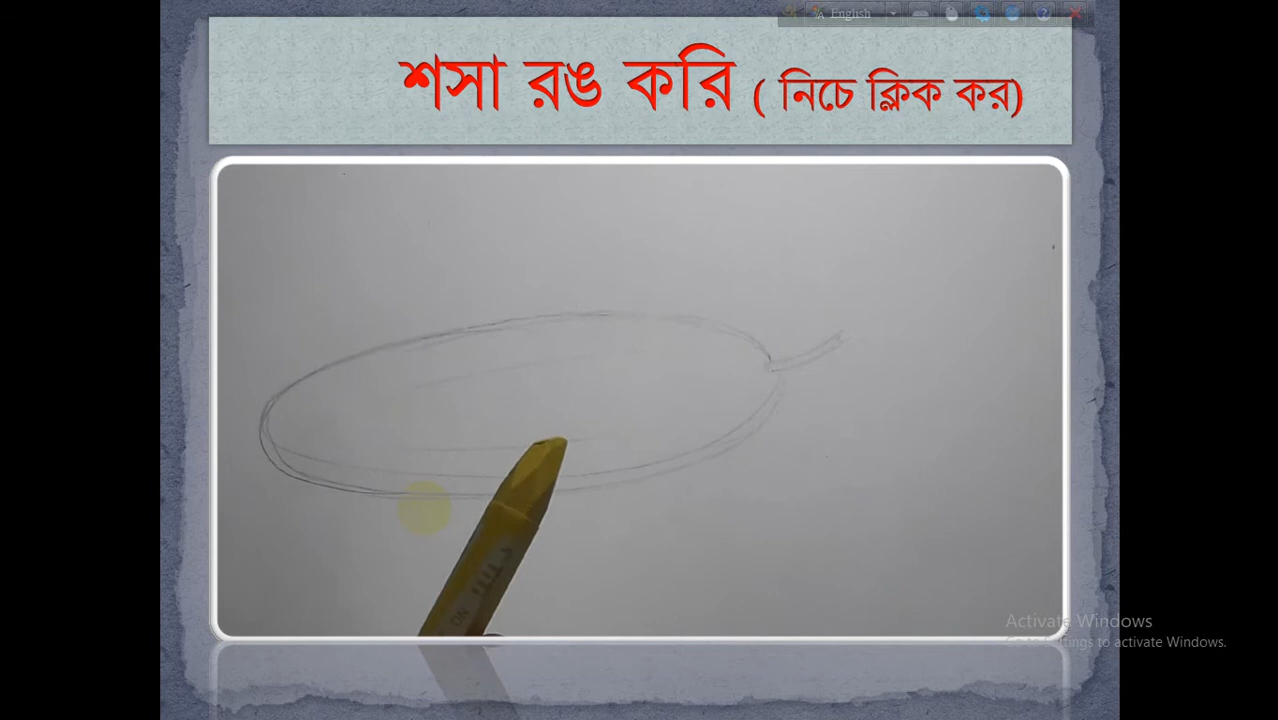 English
শসা রঙ করি ( নিচে ক্লিক কর)
Activate Windows
Go to Settings to activate Windows.